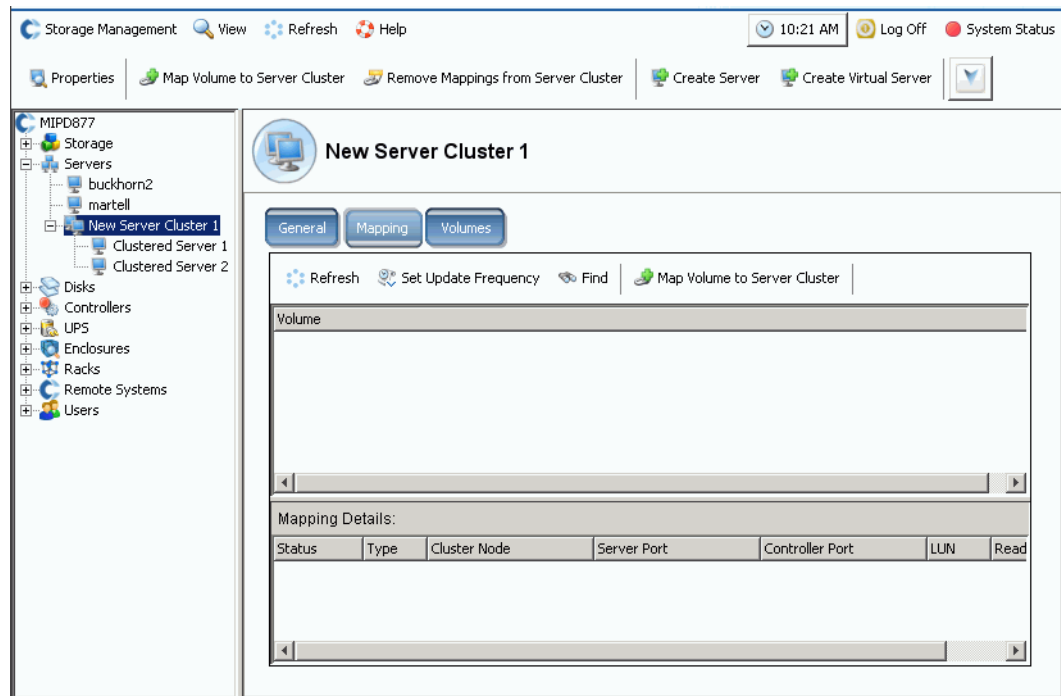 Storage Management View Refresh Help 10:21 AM Log Off System Status
Properties Map Volume to Server Cluster Remove Mappings from Server Cluster Create Server Create Virtual Server
MIPD877
Storage
Servers
buckhorn2
martell
New Server Cluster 1
Clustered Server 1
Clustered Server 2
Disks
Controllers
UPS
Enclosures
Racks
Remote Systems
Users
New Server Cluster 1
General Mapping Volumes
Refresh Set Update Frequency Find Map Volume to Server Cluster
Volume
Mapping Details:
Status Type Cluster Node Server Port Controller Port LUN Read